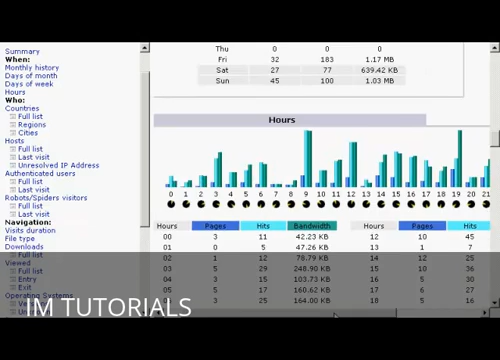 Summary
When:
Monthly history
Days of month
Days of week
Hours
Who:
Countries
Full list
Regions
Cities
Hosts
Full list
Last visit
Unresolved IP Address
Authenticated users
Full list
Last visit
Robots/Spiders visitors
Full list
Last visit
Navigation:
Visits duration
File type
Downloads
Full list
Viewed
Full list
Entry
Exit
Operating Systems
Thu 0 0 0
Fri 32 183 1.17 MB
Sat 27 77 639.42 KB
Sun 45 100 1.03 MB
Hours
0 1 2 3 4 5 6 7 8 9 10 11 12 13 14 15 16 17 18 19 20 21
Hours Pages Hits Bandwidth Hours Pages Hits
00 3 11 42.23 KB 12 10 45
01 0 5 47.26 KB 13 1 7
02 1 12 78.79 KB 14 12 25
03 5 29 248.90 KB 15 10 36
04 3 15 103.73 KB 16 5 30
05 5 17 160.62 KB 17 6 27
3 25 164.00 KB 18 5 16
IM TUTORIALS